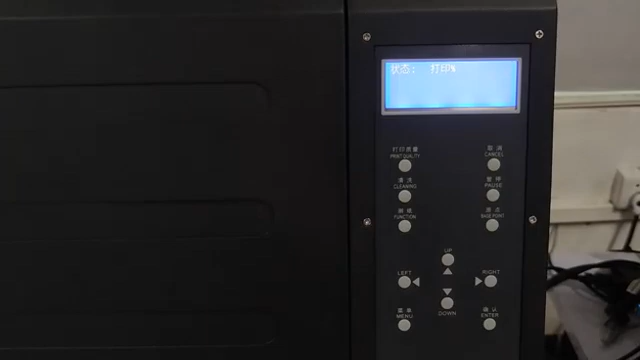 状态： 打印%
打印质量
PRINT QUALITY
取消
CANCEL
清洗
CLEANING
暂停
PAUSE
FUNCTION
BASE POINT
UP
LEFT
RIGHT
DOWN
菜单
MENU
确认
ENTER